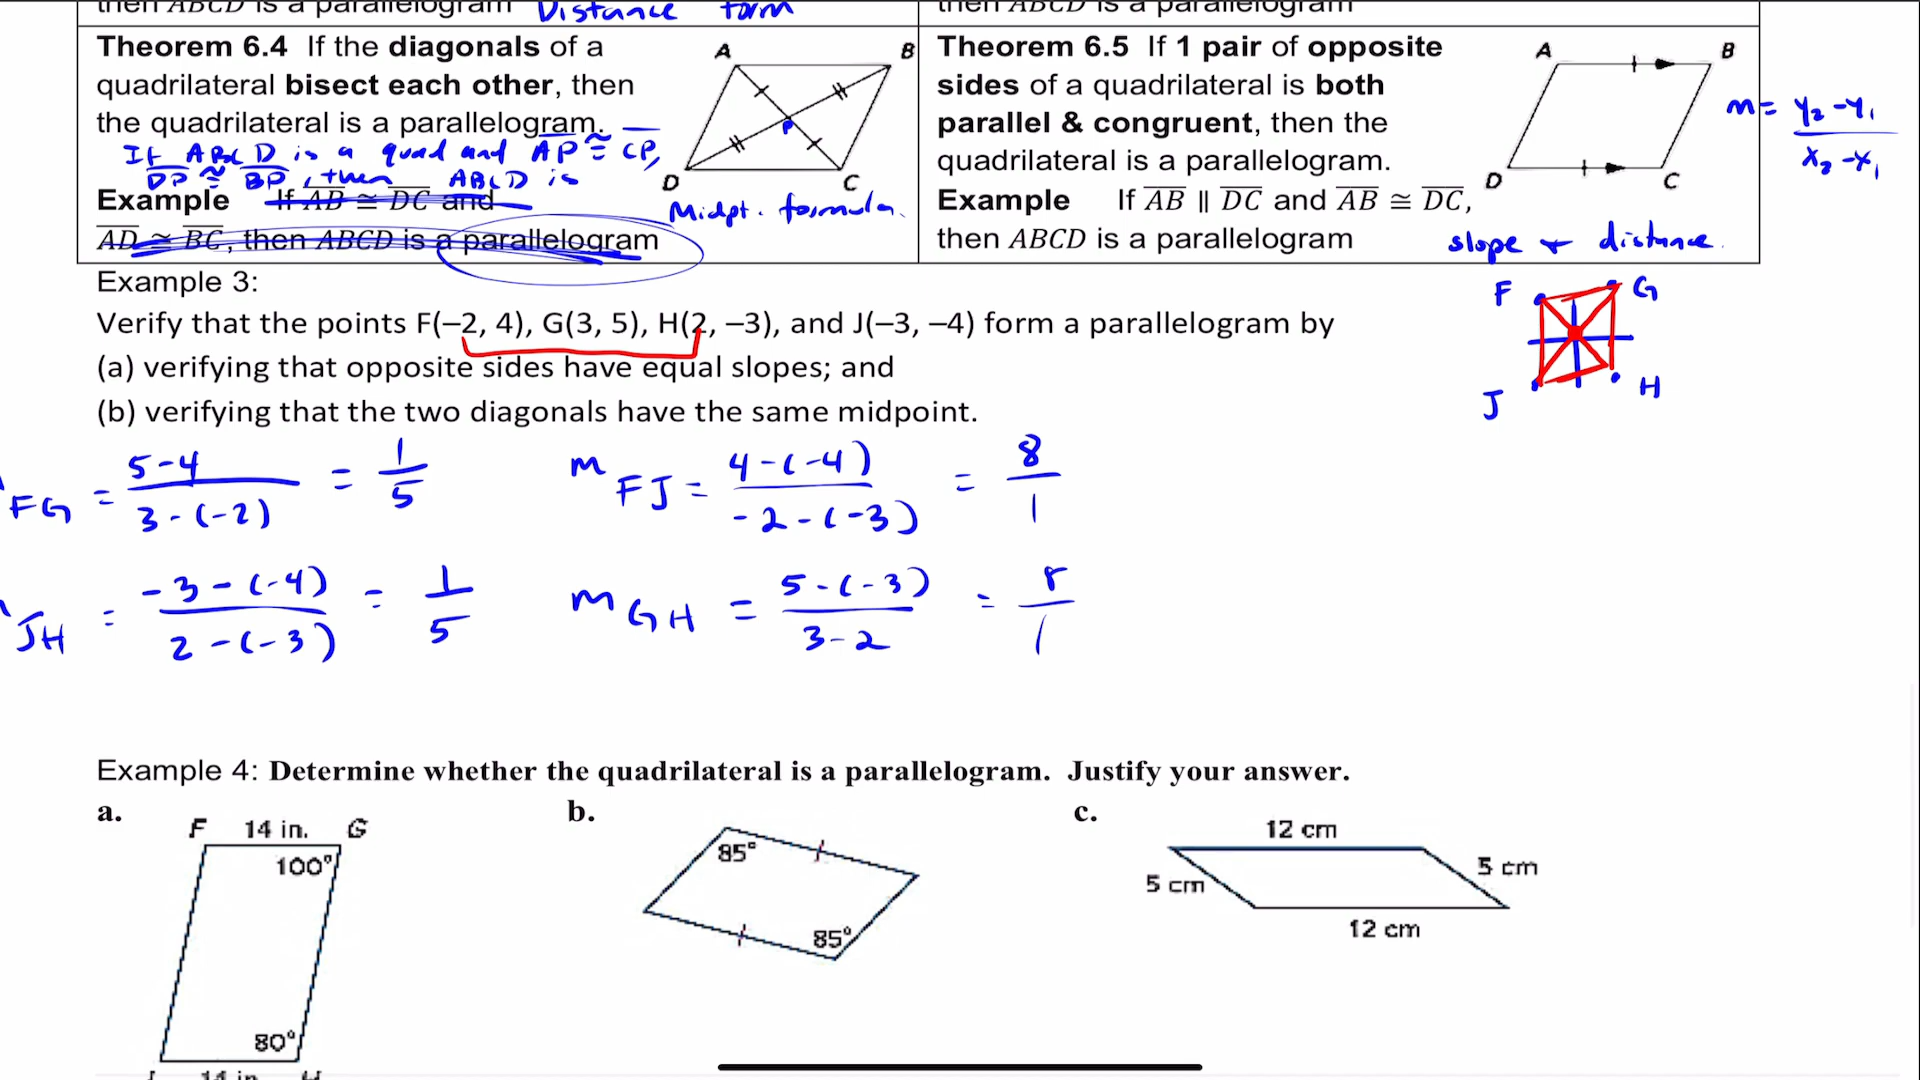 then ABCD is a parallelogram Distance form
Theorem 6.4 If the diagonals of a
quadrilateral bisect each other, then
the quadrilateral is a parallelogram.
If ABCD is a quad and AP ≅ CP,
DP ≅ BP, then ABCD is
Example If AB ≅ DC and
AD ≅ BC, then ABCD is a parallelogram
A B
P
D C
Midpt. formula.
then ABCD is a parallelogram
Theorem 6.5 If 1 pair of opposite
sides of a quadrilateral is both
parallel & congruent, then the
quadrilateral is a parallelogram.
Example If AB ∥ DC and AB ≅ DC,
then ABCD is a parallelogram
slope + distance.
A B
D C
m = y₂-y₁
x₂-x₁
Example 3:
Verify that the points F(–2, 4), G(3, 5), H(2, –3), and J(–3, –4) form a parallelogram by
(a) verifying that opposite sides have equal slopes; and
(b) verifying that the two diagonals have the same midpoint.
F G
J H
FG = 5-4 / 3-(-2) = 1/5
m FJ = 4-(-4) / -2-(-3) = 8/1
JH = -3-(-4) / 2-(-3) = 1/5
m GH = 5-(-3) / 3-2 = 8/1
Example 4: Determine whether the quadrilateral is a parallelogram. Justify your answer.
a.
F 14 in. G
100°
80°
14 in. H
b.
85°
85°
c.
12 cm
5 cm
5 cm
12 cm